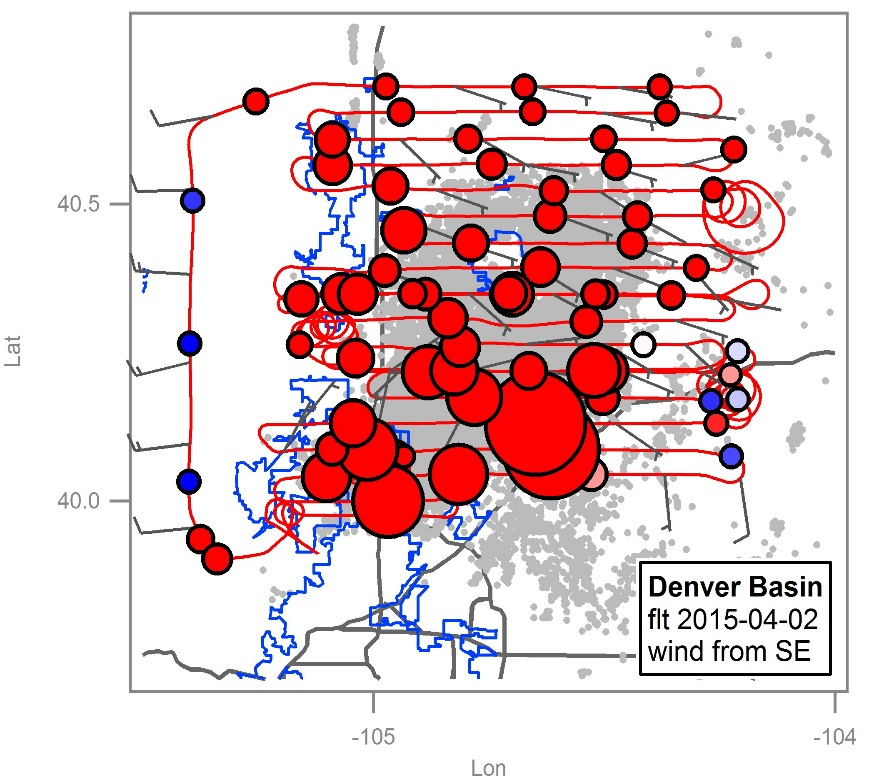 Lat
40.5
40.0
Denver Basin
flt 2015-04-02
wind from SE
-105
-104
Lon